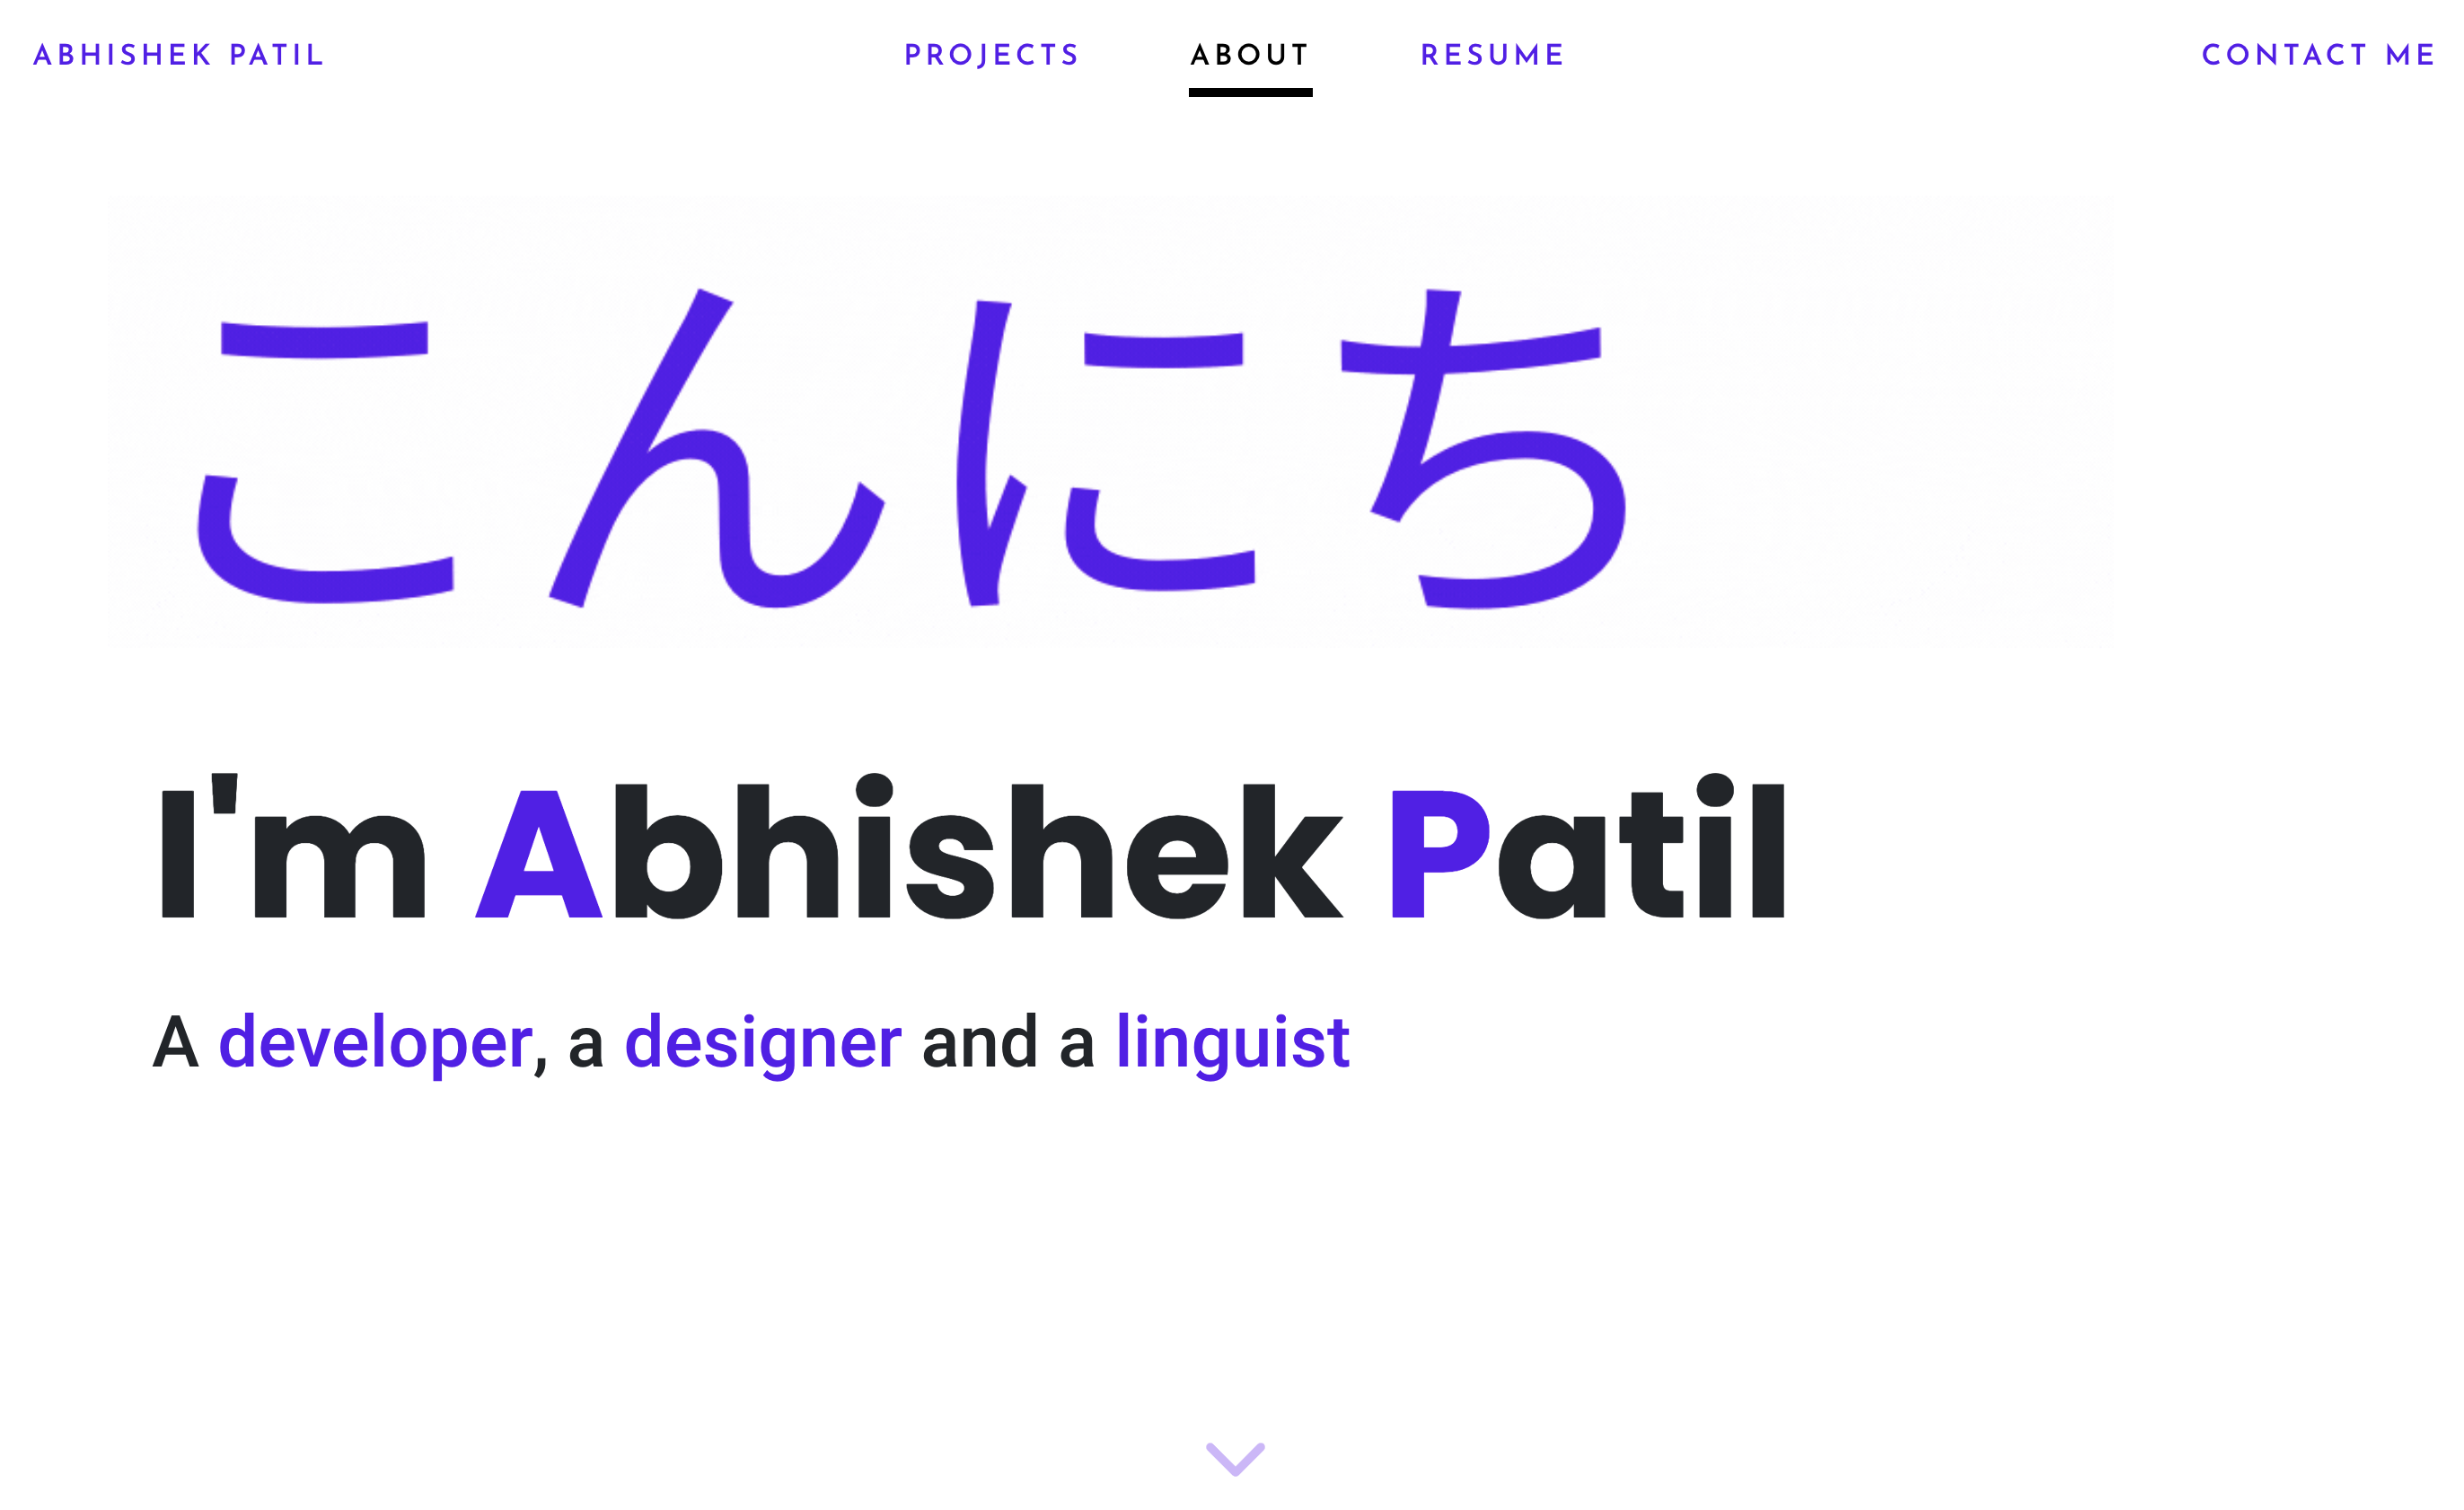 ABHISHEK PATIL PROJECTS ABOUT RESUME CONTACT ME
こんにち
I'm Abhishek Patil
A developer, a designer and a linguist